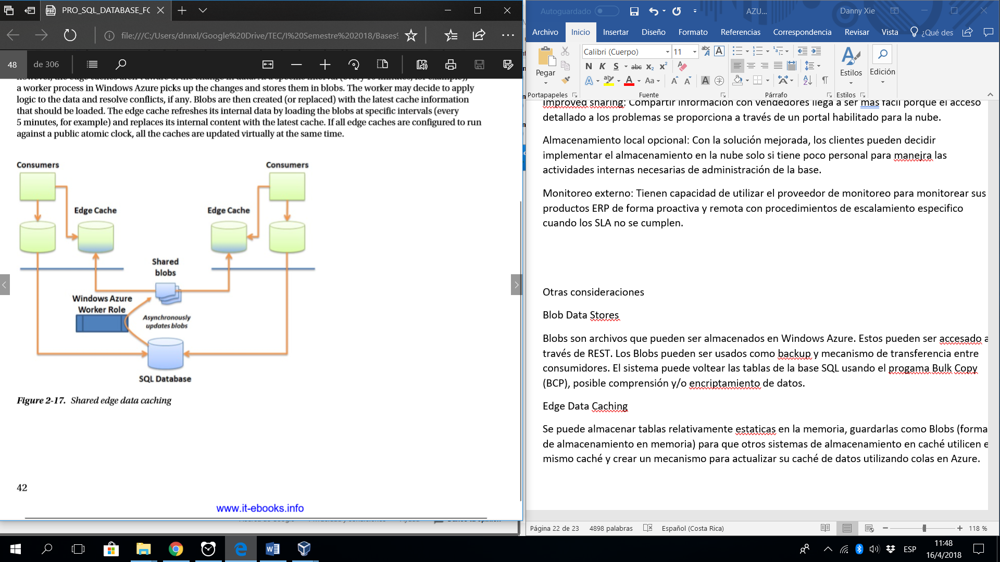 PRO_SQL_DATABASE_FC
file:///C:/Users/dnnxl/Google%20Drive/TEC/I%20Semestre%202018/Bases%
48 de 306
a worker process in Windows Azure picks up the changes and stores them in blobs. The worker may decide to apply
logic to the data and resolve conflicts, if any. Blobs are then created (or replaced) with the latest cache information
that should be loaded. The edge cache refreshes its internal data by loading the blobs at specific intervals (every
5 minutes, for example) and replaces its internal content with the latest cache. If all edge caches are configured to run
against a public atomic clock, all the caches are updated virtually at the same time.
Consumers
Consumers
Edge Cache
Edge Cache
Shared
blobs
Windows Azure
Worker Role
Asynchronously
updates blobs
SQL Database
Figure 2-17. Shared edge data caching
42
www.it-ebooks.info
Autoguardado
AZU...
Danny Xie
Archivo Inicio Insertar Diseño Formato Referencias Correspondencia Revisar Vista ¿Qué des
Calibri (Cuerpo) 11
Pegar
N K S abc x₂ x²
Estilos
Edición
Portapapeles Fuente Párrafo Estilos
Improved sharing: Compartir información con vendedores llega a ser mas fácil porque el acceso
detallado a los problemas se proporciona a través de un portal habilitado para la nube.
Almacenamiento local opcional: Con la solución mejorada, los clientes pueden decidir
implementar el almacenamiento en la nube solo si tiene poco personal para manejra las
actividades internas necesarias de administración de la base.
Monitoreo externo: Tienen capacidad de utilizar el proveedor de monitoreo para monitorear sus
productos ERP de forma proactiva y remota con procedimientos de escalamiento especifico
cuando los SLA no se cumplen.
Otras consideraciones
Blob Data Stores
Blobs son archivos que pueden ser almacenados en Windows Azure. Estos pueden ser accesado a
través de REST. Los Blobs pueden ser usados como backup y mecanismo de transferencia entre
consumidores. El sistema puede voltear las tablas de la base SQL usando el progama Bulk Copy
(BCP), posible comprensión y/o encriptamiento de datos.
Edge Data Caching
Se puede almacenar tablas relativamente estaticas en la memoria, guardarlas como Blobs (forma
de almacenamiento en memoria) para que otros sistemas de almacenamiento en caché utilicen e
mismo caché y crear un mecanismo para actualizar su caché de datos utilizando colas en Azure.
Página 22 de 23 4898 palabras Español (Costa Rica) 118 %
ESP
11:48
16/4/2018